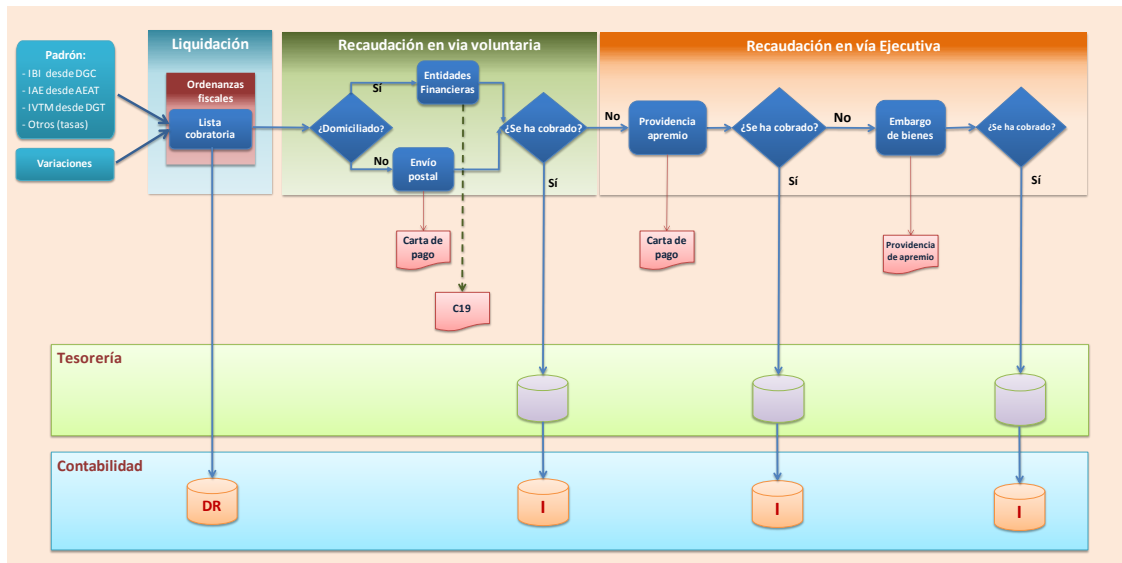 Padrón:
- IBI desde DGC
- IAE desde AEAT
- IVTM desde DGT
- Otros (tasas)
Variaciones
Liquidación
Ordenanzas
fiscales
Lista
cobratoria
Recaudación en via voluntaria
¿Domiciliado?
Sí
No
Entidades
Financieras
Envío
postal
¿Se ha cobrado?
Sí
No
Carta de
pago
C19
Recaudación en vía Ejecutiva
Providencia
apremio
¿Se ha cobrado?
Sí
No
Carta de
pago
Embargo
de bienes
¿Se ha cobrado?
Sí
Providencia
de apremio
Tesorería
Contabilidad
DR
I
I
I